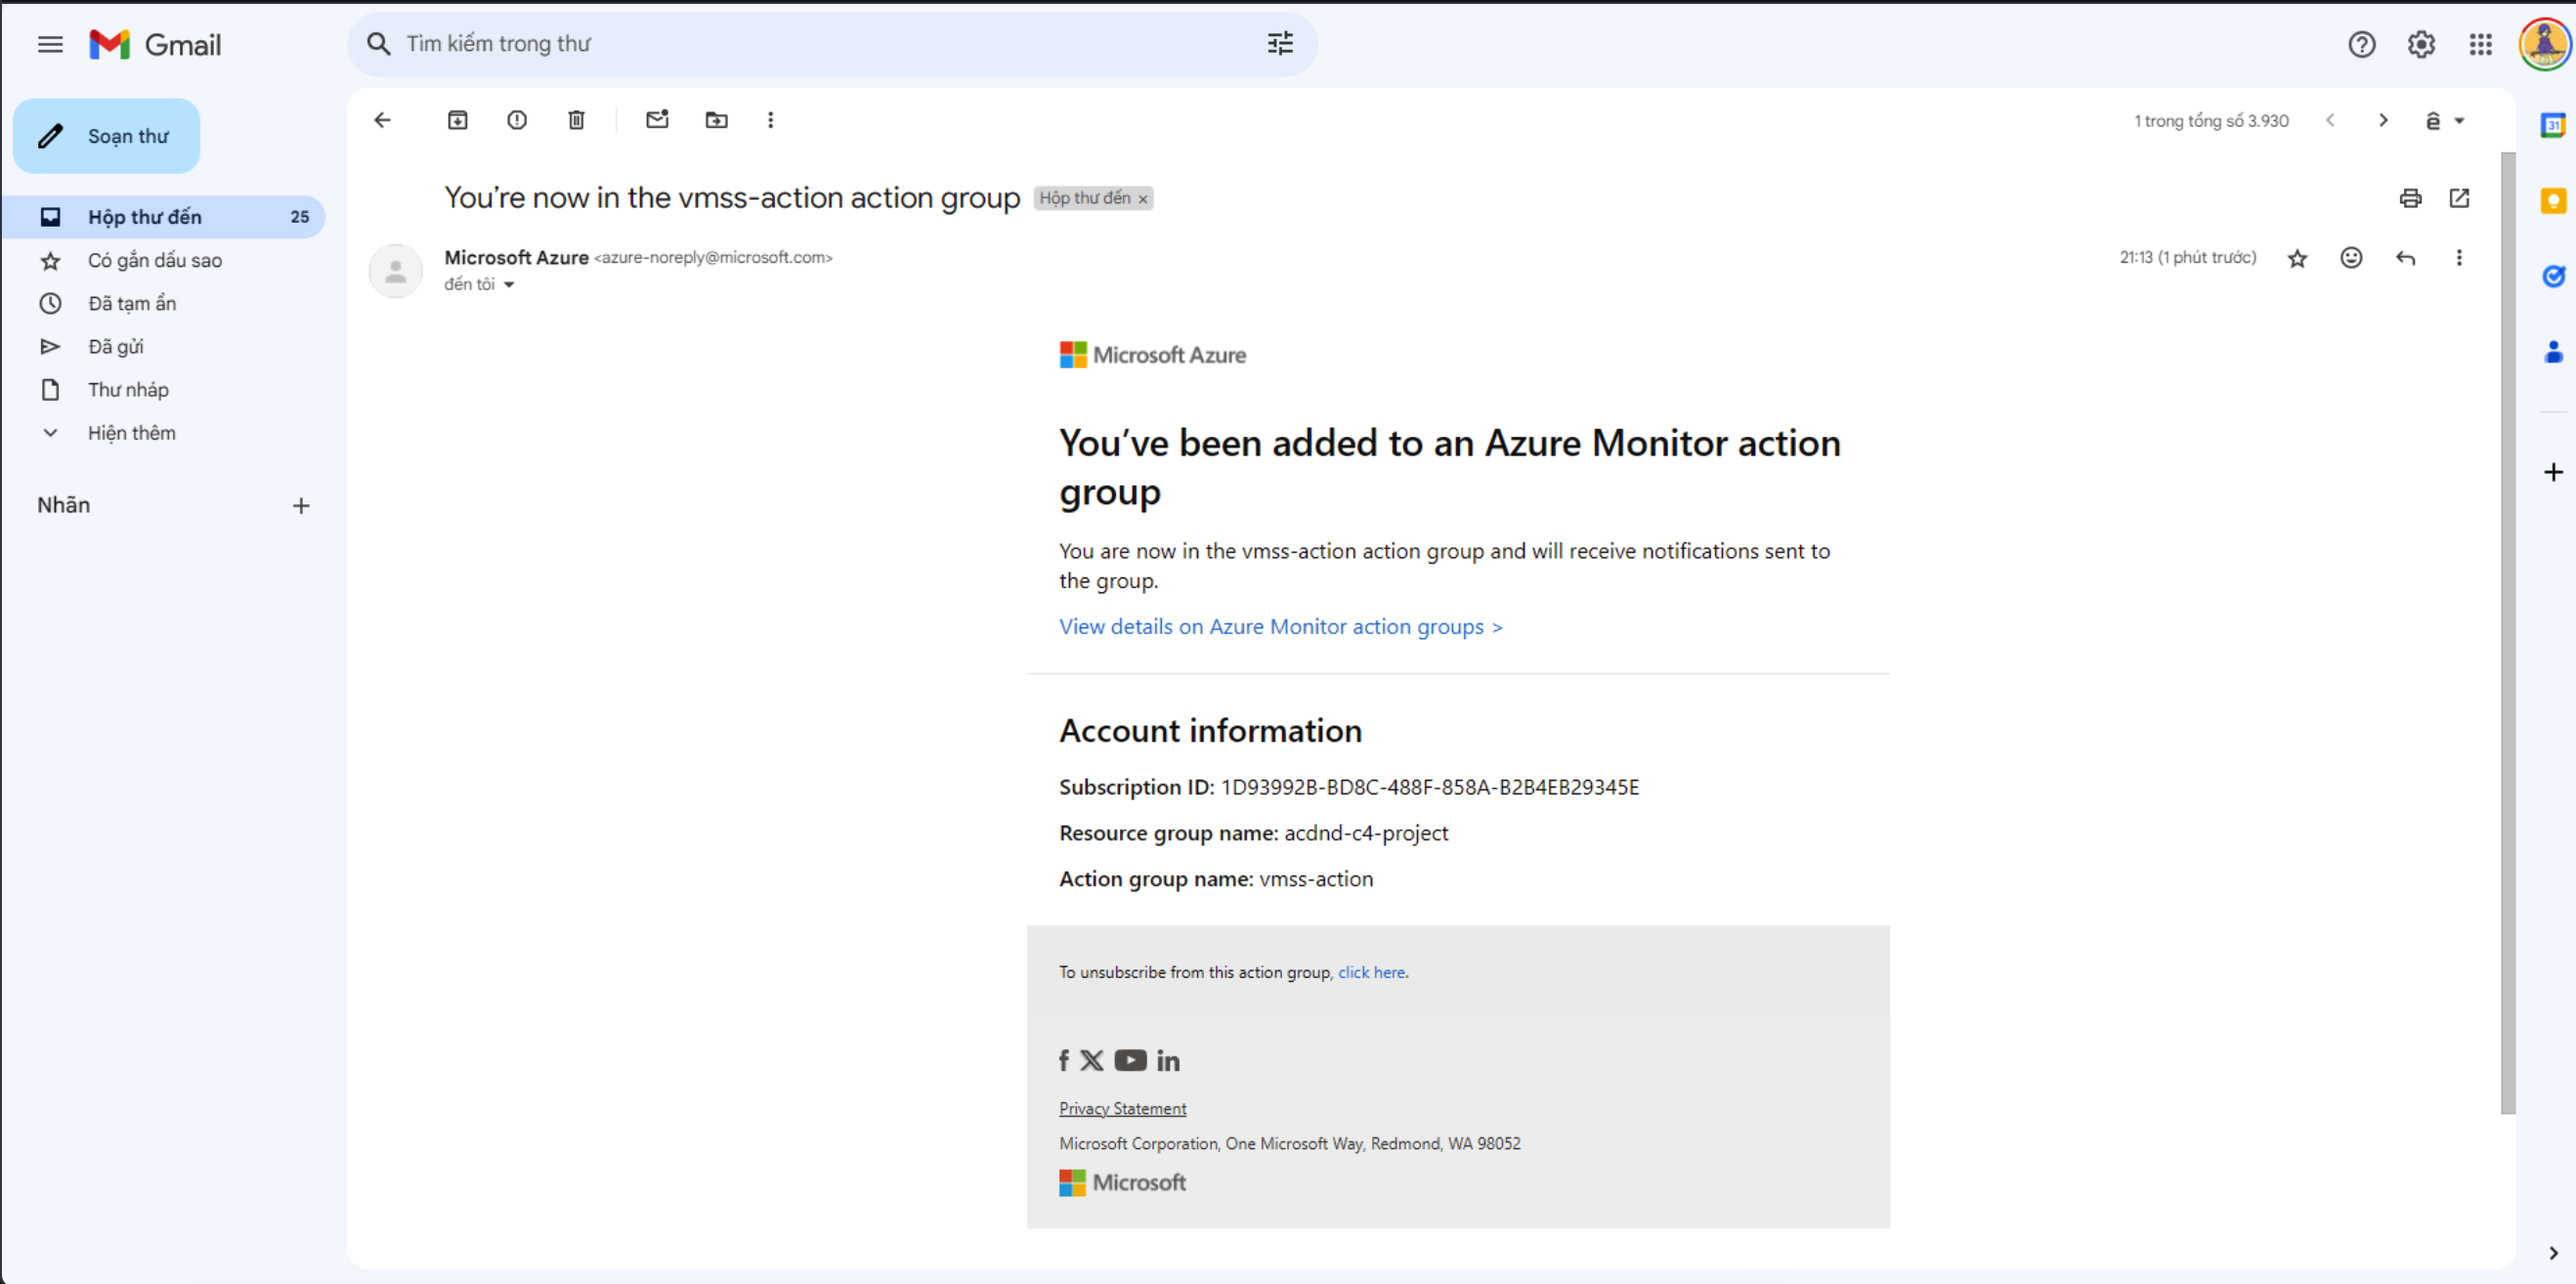 Gmail
Tìm kiếm trong thư
Soạn thư
1 trong tổng số 3.930
ê
Hộp thư đến 25
Có gắn dấu sao
Đã tạm ẩn
Đã gửi
Thư nháp
Hiện thêm
Nhãn
You’re now in the vmss-action action group Hộp thư đến ×
Microsoft Azure <azure-noreply@microsoft.com>
21:13 (1 phút trước)
đến tôi
Microsoft Azure
You’ve been added to an Azure Monitor action
group
You are now in the vmss-action action group and will receive notifications sent to
the group.
View details on Azure Monitor action groups >
Account information
Subscription ID: 1D93992B-BD8C-488F-858A-B2B4EB29345E
Resource group name: acdnd-c4-project
Action group name: vmss-action
To unsubscribe from this action group, click here.
Privacy Statement
Microsoft Corporation, One Microsoft Way, Redmond, WA 98052
Microsoft
31